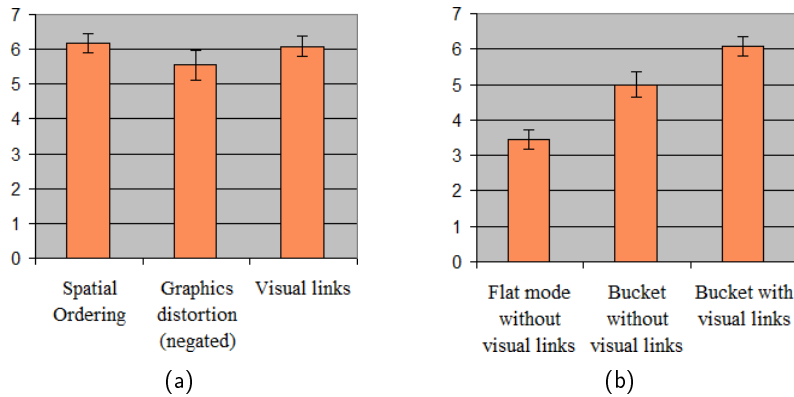 7
6
5
4
3
2
1
0
Spatial
Ordering
Graphics
distortion
(negated)
Visual links
(a)
7
6
5
4
3
2
1
0
Flat mode
without
visual links
Bucket
without
visual links
Bucket with
visual links
(b)